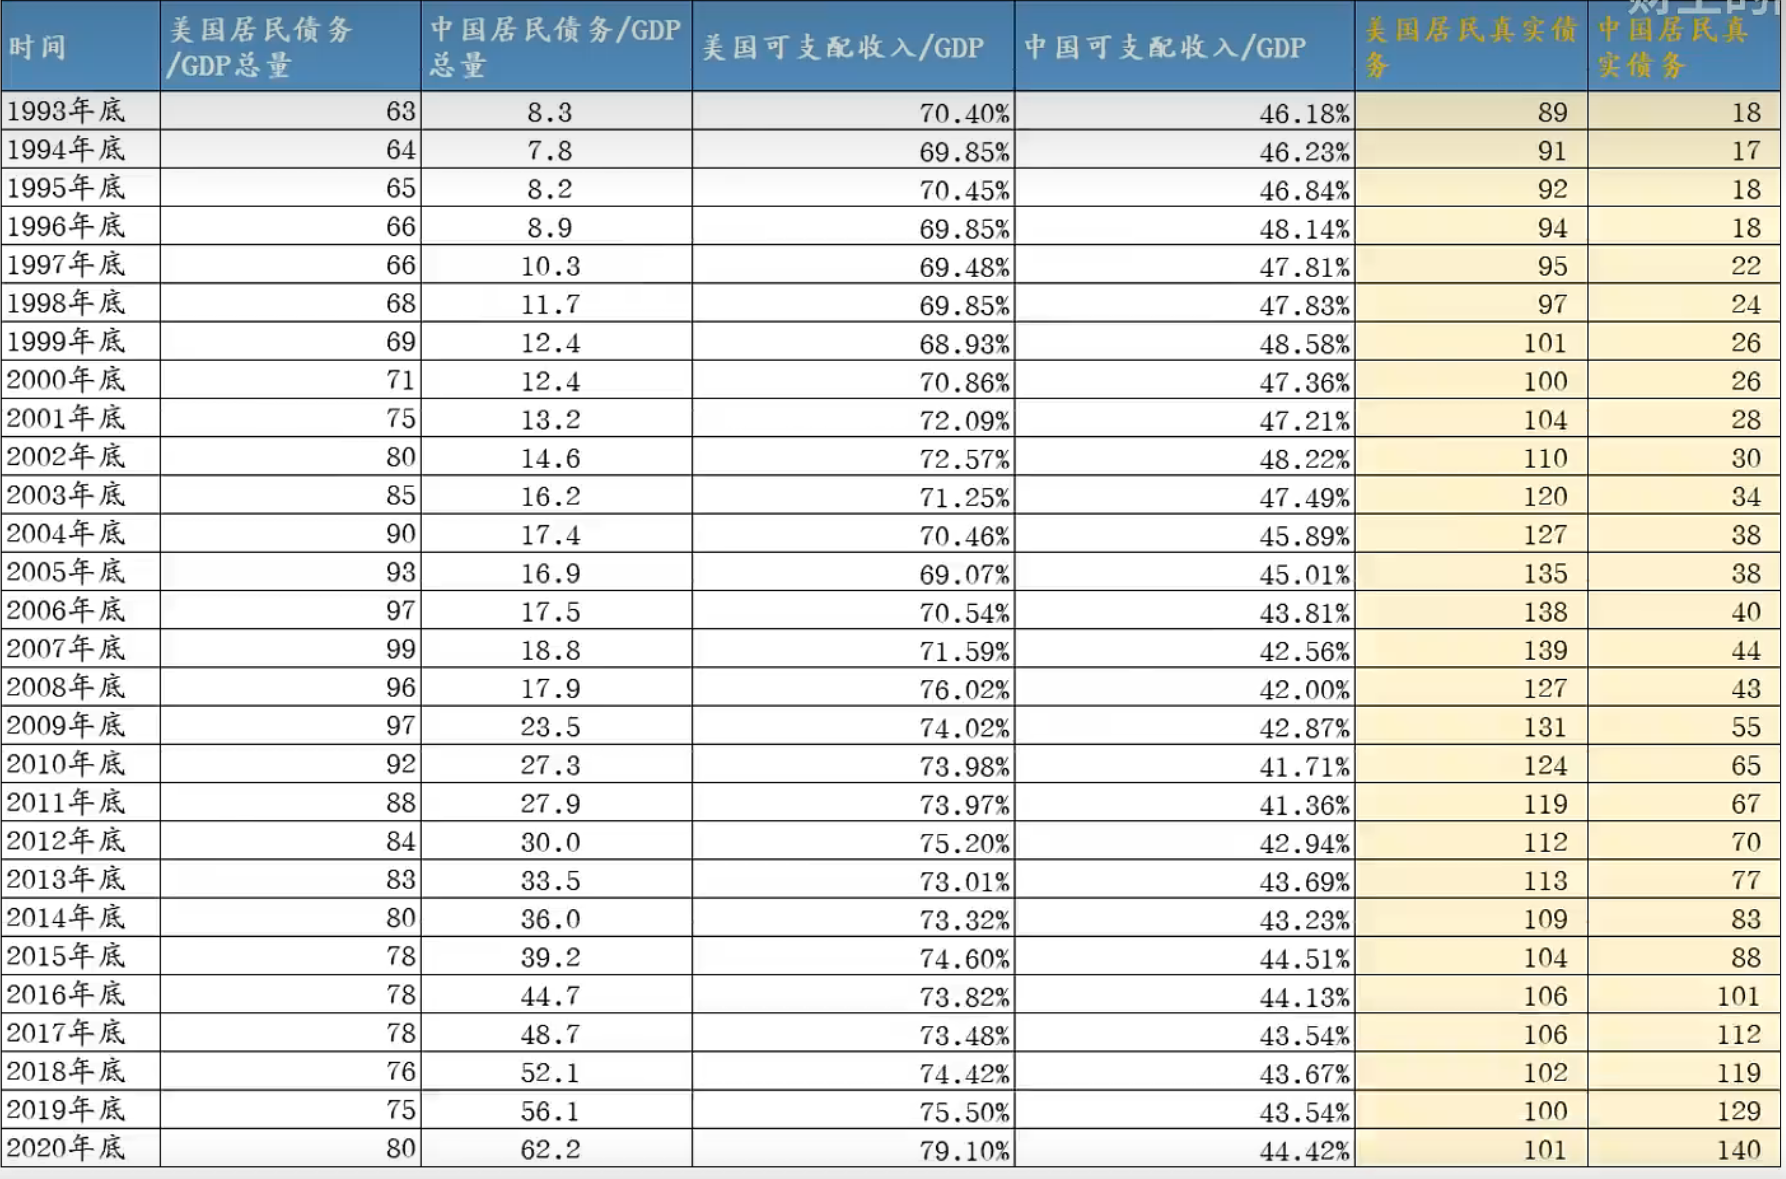 时间 美国居民债务/GDP总量 中国居民债务/GDP总量 美国可支配收入/GDP 中国可支配收入/GDP 美国居民真实债务 中国居民真实债务
1993年底 63 8.3 70.40% 46.18% 89 18
1994年底 64 7.8 69.85% 46.23% 91 17
1995年底 65 8.2 70.45% 46.84% 92 18
1996年底 66 8.9 69.85% 48.14% 94 18
1997年底 66 10.3 69.48% 47.81% 95 22
1998年底 68 11.7 69.85% 47.83% 97 24
1999年底 69 12.4 68.93% 48.58% 101 26
2000年底 71 12.4 70.86% 47.36% 100 26
2001年底 75 13.2 72.09% 47.21% 104 28
2002年底 80 14.6 72.57% 48.22% 110 30
2003年底 85 16.2 71.25% 47.49% 120 34
2004年底 90 17.4 70.46% 45.89% 127 38
2005年底 93 16.9 69.07% 45.01% 135 38
2006年底 97 17.5 70.54% 43.81% 138 40
2007年底 99 18.8 71.59% 42.56% 139 44
2008年底 96 17.9 76.02% 42.00% 127 43
2009年底 97 23.5 74.02% 42.87% 131 55
2010年底 92 27.3 73.98% 41.71% 124 65
2011年底 88 27.9 73.97% 41.36% 119 67
2012年底 84 30.0 75.20% 42.94% 112 70
2013年底 83 33.5 73.01% 43.69% 113 77
2014年底 80 36.0 73.32% 43.23% 109 83
2015年底 78 39.2 74.60% 44.51% 104 88
2016年底 78 44.7 73.82% 44.13% 106 101
2017年底 78 48.7 73.48% 43.54% 106 112
2018年底 76 52.1 74.42% 43.67% 102 119
2019年底 75 56.1 75.50% 43.54% 100 129
2020年底 80 62.2 79.10% 44.42% 101 140